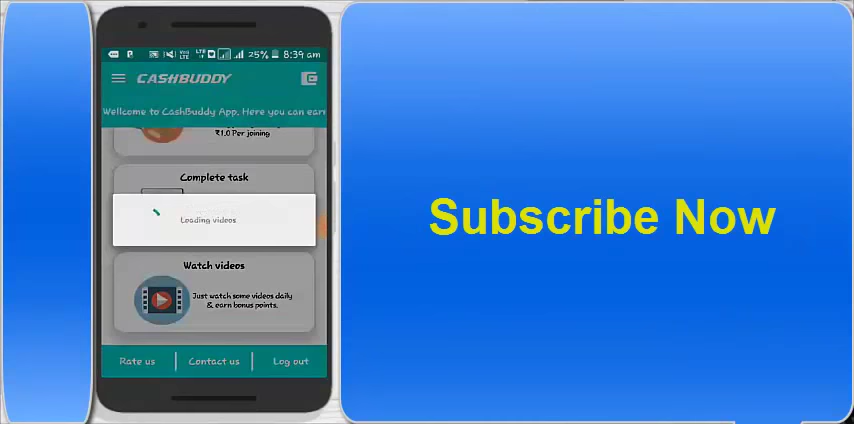 LTE 25% 8:39 am
CASHBUDDY
Wellcome to CashBuddy App. Here you can earn
₹1.0 Per joining
Complete task
Loading videos
Watch videos
Just watch some videos daily
& earn bonus points.
Rate us Contact us Log out
Subscribe Now